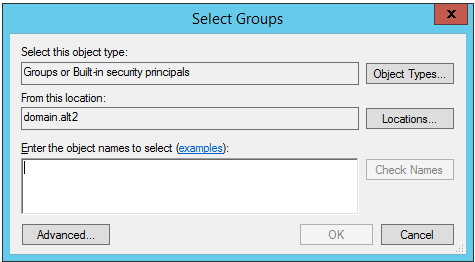 Select Groups
x
Select this object type:
Groups or Built-in security principals
Object Types...
From this location:
domain.alt2
Locations...
Enter the object names to select (examples):
Check Names
Advanced...
OK
Cancel